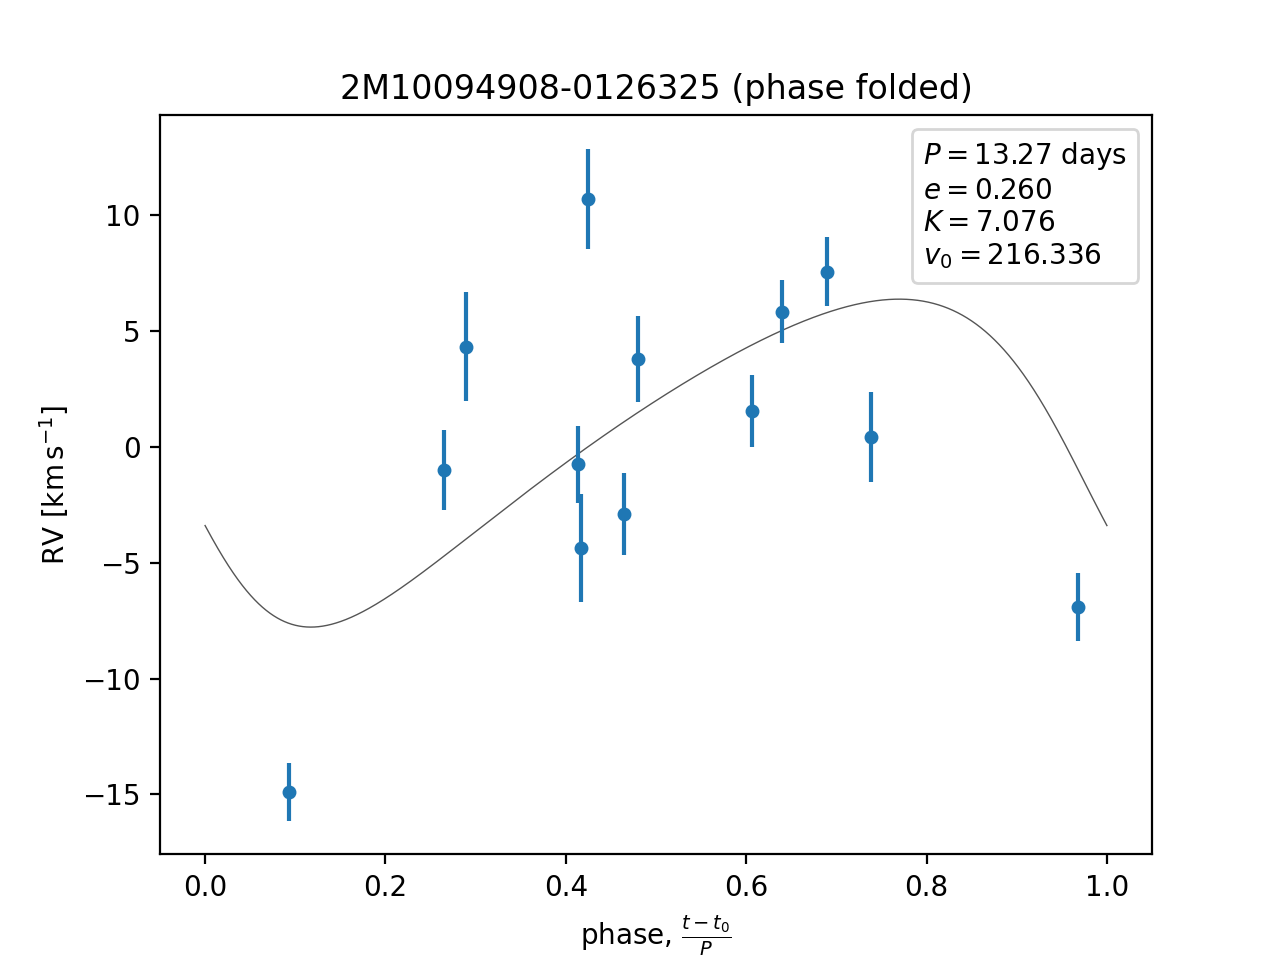 2M10094908-0126325 (phase folded)
P = 13.27 days
e = 0.260
K = 7.076
v₀ = 216.336
10
5
0
−5
−10
−15
RV [km s⁻¹]
0.0 0.2 0.4 0.6 0.8 1.0
phase, (t − t₀)/P